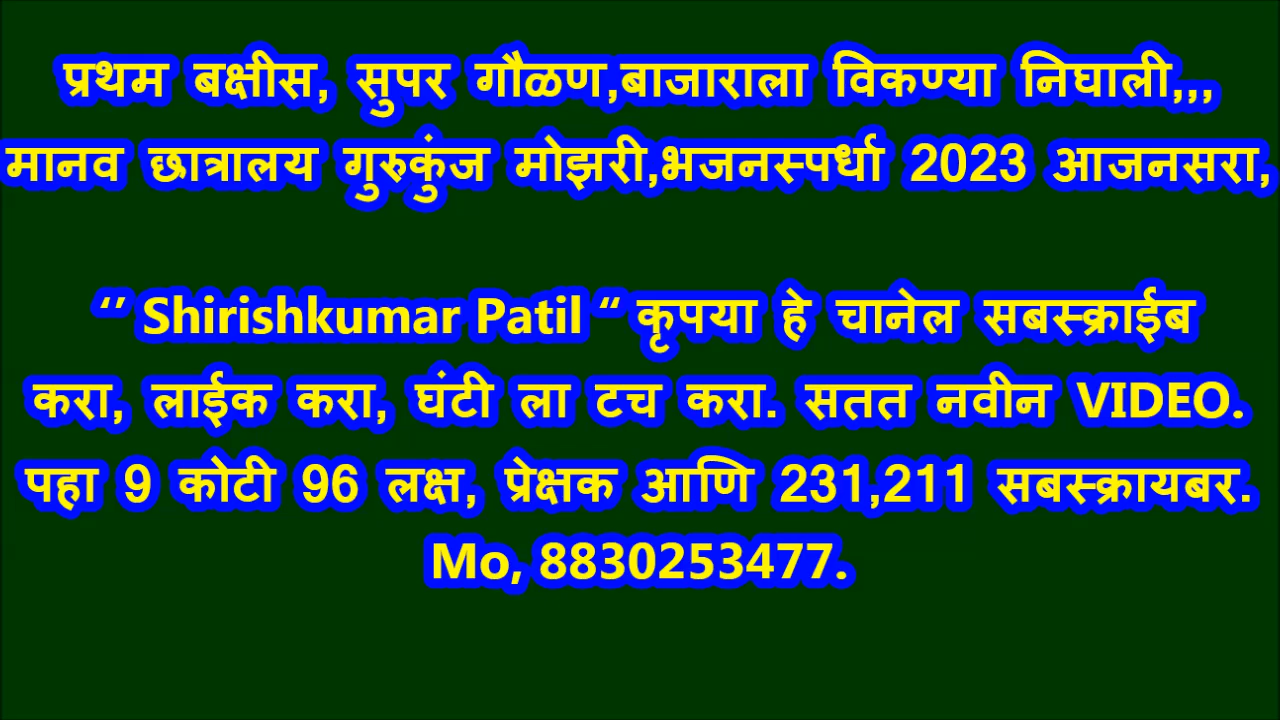 प्रथम बक्षीस, सुपर गौळण,बाजाराला विकण्या निघाली,,,
मानव छात्रालय गुरुकुंज मोझरी,भजनस्पर्धा 2023 आजनसरा,
‘’ Shirishkumar Patil “ कृपया हे चानेल सबस्क्राईब
करा, लाईक करा, घंटी ला टच करा. सतत नवीन VIDEO.
पहा 9 कोटी 96 लक्ष, प्रेक्षक आणि 231,211 सबस्क्रायबर.
Mo, 8830253477.